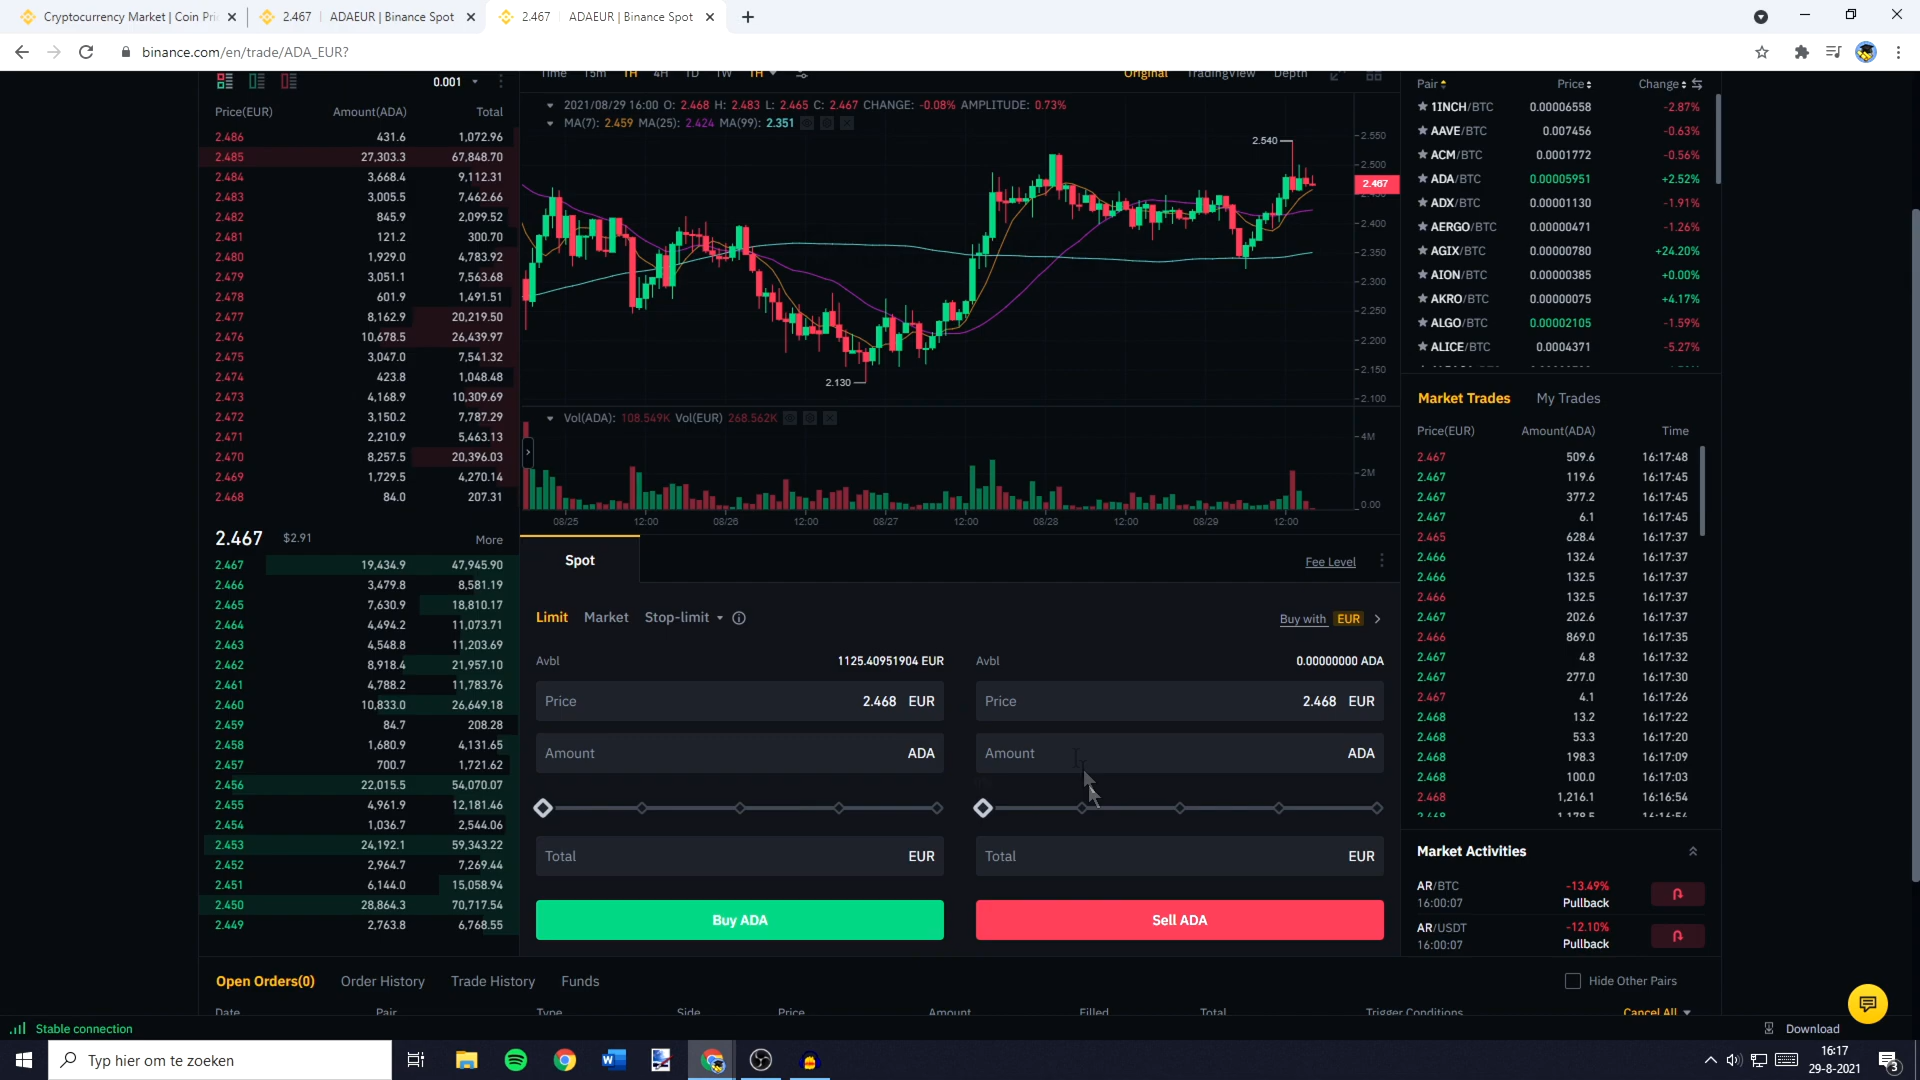 Cryptocurrency Market | Coin Pri
2.467 ADAEUR | Binance Spot
2.467 ADAEUR | Binance Spot
binance.com/en/trade/ADA_EUR?
0.001
Price(EUR) Amount(ADA) Total
2.486 431.6 1,072.96
2.485 27,303.3 67,848.70
2.484 3,668.4 9,112.31
2.483 3,005.5 7,462.66
2.482 845.9 2,099.52
2.481 121.2 300.70
2.480 1,929.0 4,783.92
2.479 3,051.1 7,563.68
2.478 601.9 1,491.51
2.477 8,162.9 20,219.50
2.476 10,678.5 26,439.97
2.475 3,047.0 7,541.32
2.474 423.8 1,048.48
2.473 4,168.9 10,309.69
2.472 3,150.2 7,787.29
2.471 2,210.9 5,463.13
2.470 8,257.5 20,396.03
2.469 1,729.5 4,270.14
2.468 84.0 207.31
2.467 $2.91 More
2.467 19,434.9 47,945.90
2.466 3,479.8 8,581.19
2.465 7,630.9 18,810.17
2.464 4,494.2 11,073.71
2.463 4,548.8 11,203.69
2.462 8,918.4 21,957.10
2.461 4,788.2 11,783.76
2.460 10,833.0 26,649.18
2.459 84.7 208.28
2.458 1,680.9 4,131.65
2.457 700.7 1,721.62
2.456 22,015.5 54,070.07
2.455 4,961.9 12,181.46
2.454 1,036.7 2,544.06
2.453 24,192.1 59,343.22
2.452 2,964.7 7,269.44
2.451 6,144.0 15,058.94
2.450 28,864.3 70,717.54
2.449 2,763.8 6,768.55
Time 15m 1H 4H 1D 1W 1H Original TradingView Depth
2021/08/29 16:00 O: 2.468 H: 2.483 L: 2.465 C: 2.467 CHANGE: -0.08% AMPLITUDE: 0.73%
MA(7): 2.459 MA(25): 2.424 MA(99): 2.351
2.540
2.130
2.550
2.500
2.467
2.400
2.350
2.300
2.250
2.200
2.150
2.100
Vol(ADA): 108.549K Vol(EUR) 268.562K
4M
2M
0.00
08/25 12:00 08/26 12:00 08/27 12:00 08/28 12:00 08/29 12:00
Spot Fee Level
Limit Market Stop-limit Buy with EUR
Avbl 1125.40951904 EUR
Price 2.468 EUR
Amount ADA
Total EUR
Buy ADA
Avbl 0.00000000 ADA
Price 2.468 EUR
Amount ADA
Total EUR
Sell ADA
Pair Price Change
1INCH/BTC 0.00006558 -2.87%
AAVE/BTC 0.007456 -0.63%
ACM/BTC 0.0001772 -0.56%
ADA/BTC 0.00005951 +2.52%
ADX/BTC 0.00001130 -1.91%
AERGO/BTC 0.00000471 -1.26%
AGIX/BTC 0.00000780 +24.20%
AION/BTC 0.00000385 +0.00%
AKRO/BTC 0.00000075 +4.17%
ALGO/BTC 0.00002105 -1.59%
ALICE/BTC 0.0004371 -5.27%
Market Trades My Trades
Price(EUR) Amount(ADA) Time
2.467 509.6 16:17:48
2.467 119.6 16:17:45
2.467 377.2 16:17:45
2.467 6.1 16:17:45
2.465 628.4 16:17:37
2.466 132.4 16:17:37
2.466 132.5 16:17:37
2.466 132.5 16:17:37
2.467 202.6 16:17:37
2.466 869.0 16:17:35
2.467 4.8 16:17:32
2.467 277.0 16:17:30
2.467 4.1 16:17:26
2.468 13.2 16:17:22
2.468 53.3 16:17:20
2.468 198.3 16:17:09
2.468 100.0 16:17:03
2.468 1,216.1 16:16:54
Market Activities
AR/BTC -13.49%
16:00:07 Pullback
AR/USDT -12.10%
16:00:07 Pullback
Open Orders(0) Order History Trade History Funds Hide Other Pairs
Date Pair Type Side Price Amount Filled Total Trigger Conditions Cancel All
Stable connection Download
Typ hier om te zoeken
16:17
29-8-2021
3